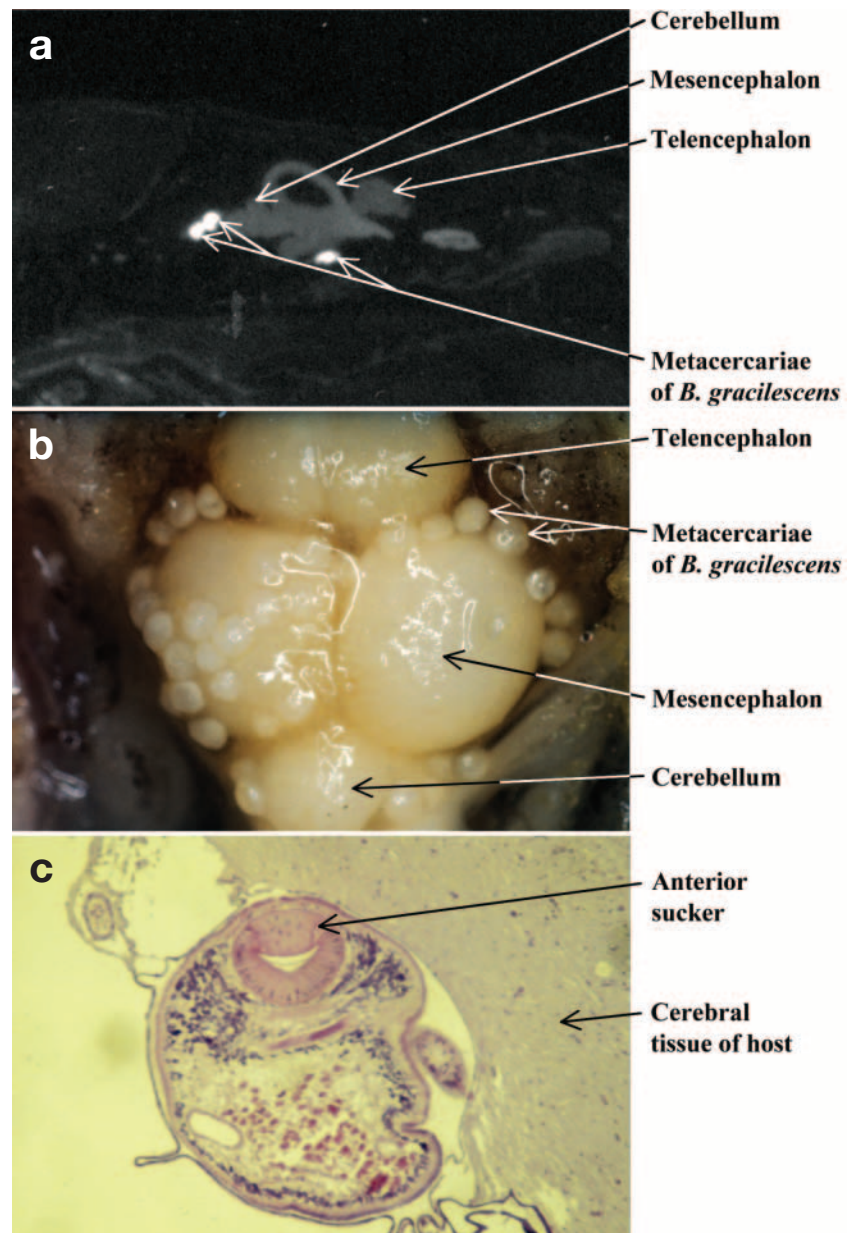 a
Cerebellum
Mesencephalon
Telencephalon
Metacercariae
of B. gracilescens
b
Telencephalon
Metacercariae
of B. gracilescens
Mesencephalon
Cerebellum
c
Anterior
sucker
Cerebral
tissue of host